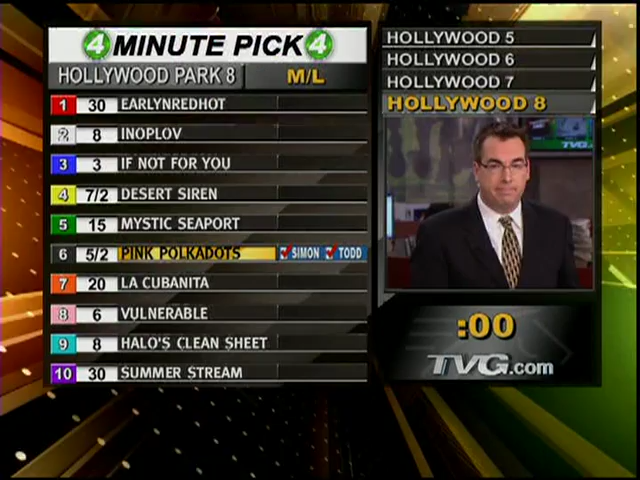 4 MINUTE PICK 4
HOLLYWOOD PARK 8 M/L
1 30 EARLYNREDHOT
2 8 INOPLOV
3 3 IF NOT FOR YOU
4 7/2 DESERT SIREN
5 15 MYSTIC SEAPORT
6 5/2 PINK POLKADOTS SIMON TODD
7 20 LA CUBANITA
8 6 VULNERABLE
9 8 HALO'S CLEAN SHEET
10 30 SUMMER STREAM
HOLLYWOOD 5
HOLLYWOOD 6
HOLLYWOOD 7
HOLLYWOOD 8
TVG
:00
TVG.com